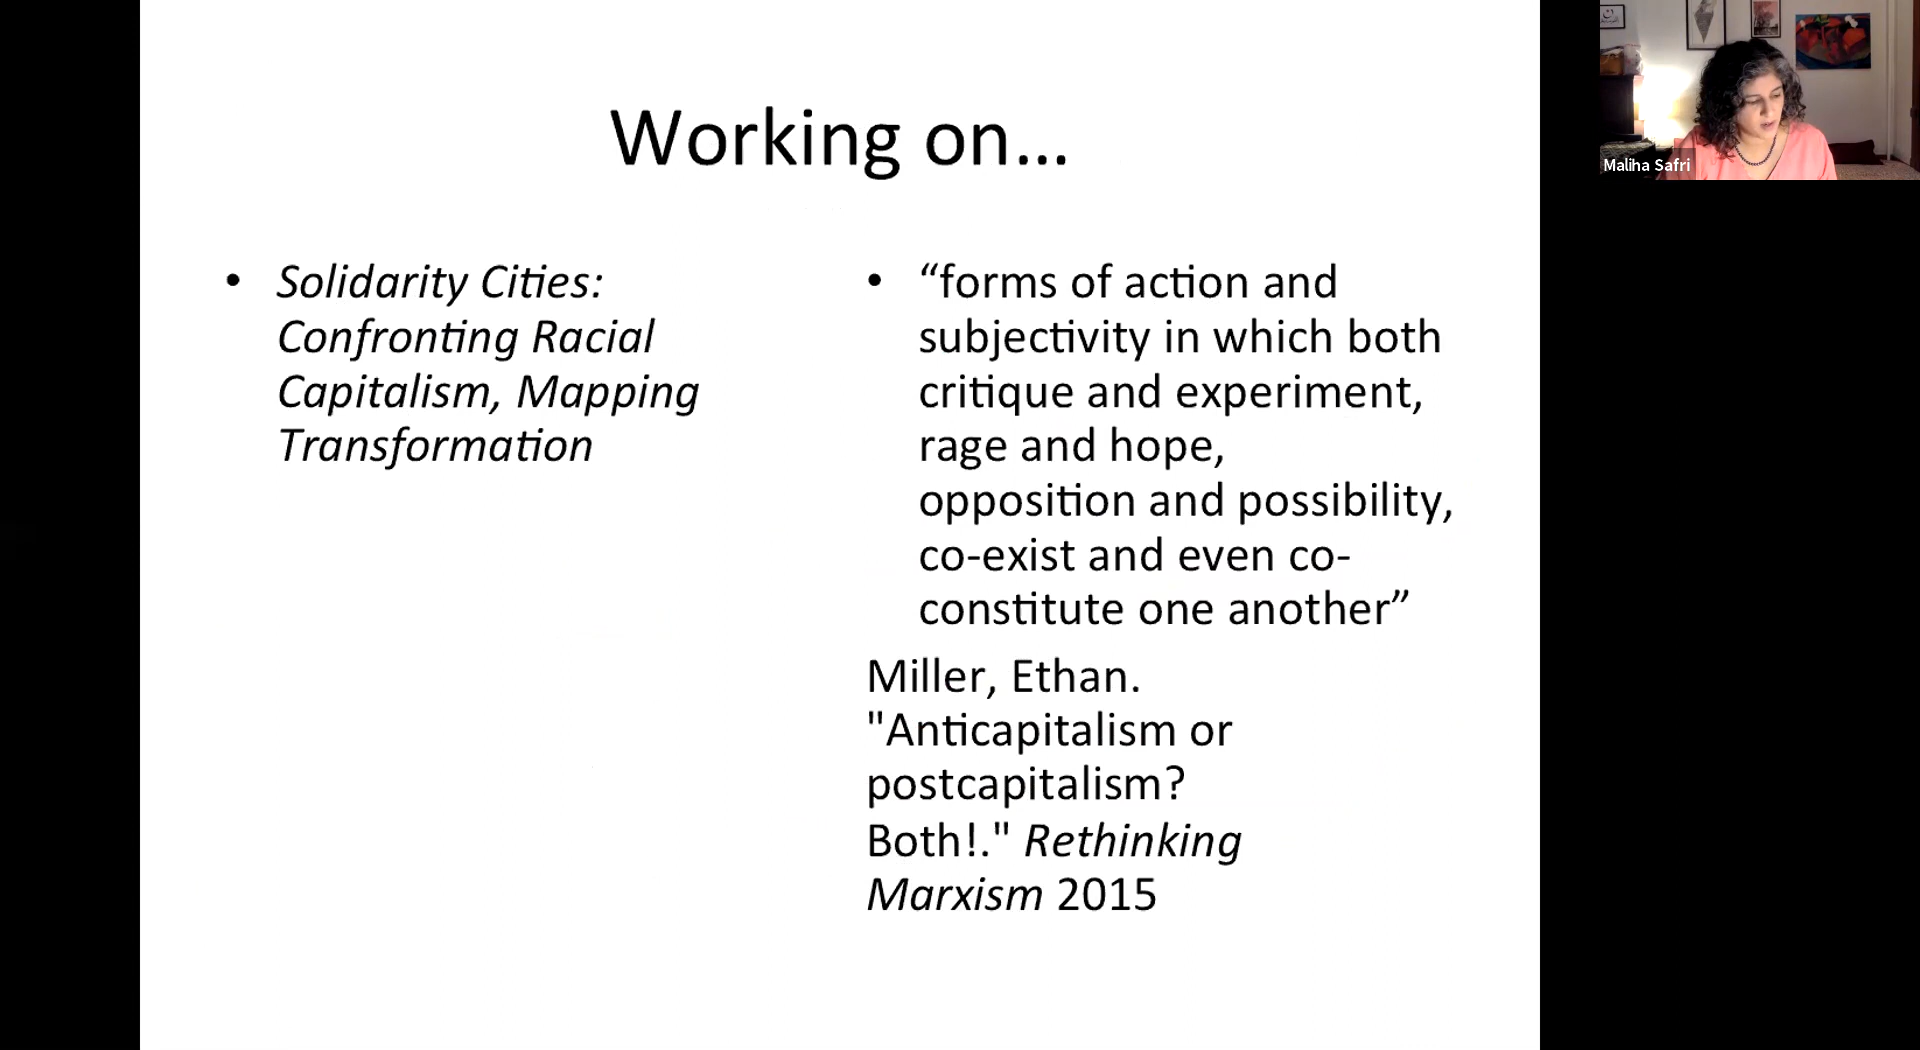 Working on...
• Solidarity Cities:
Confronting Racial
Capitalism, Mapping
Transformation
• “forms of action and
subjectivity in which both
critique and experiment,
rage and hope,
opposition and possibility,
co-exist and even co-
constitute one another”
Miller, Ethan.
"Anticapitalism or
postcapitalism?
Both!." Rethinking
Marxism 2015
Maliha Safri